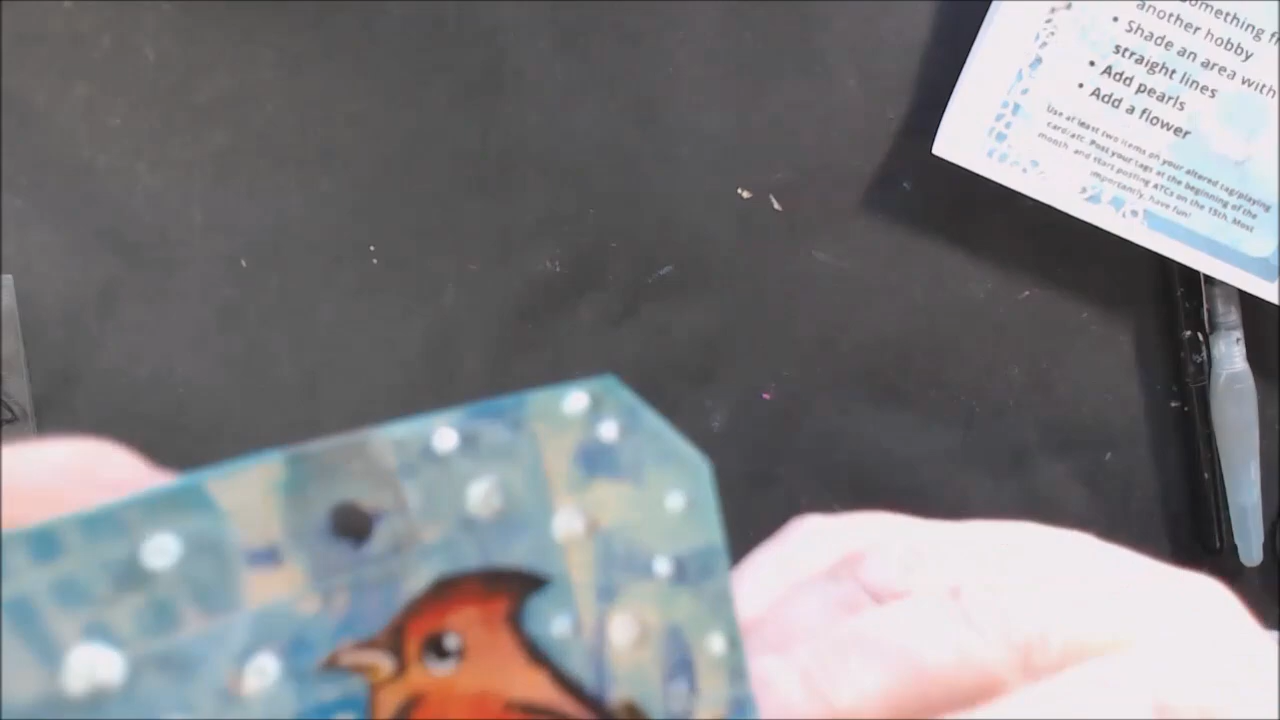 something
another hobby
• Shade an area with
straight lines
• Add pearls
• Add a flower
Use at least two items on your altered tag/playing
card/atc. Post your tags at the beginning of the
month and start posting ATCs on the 15th. Most
importantly, have fun!